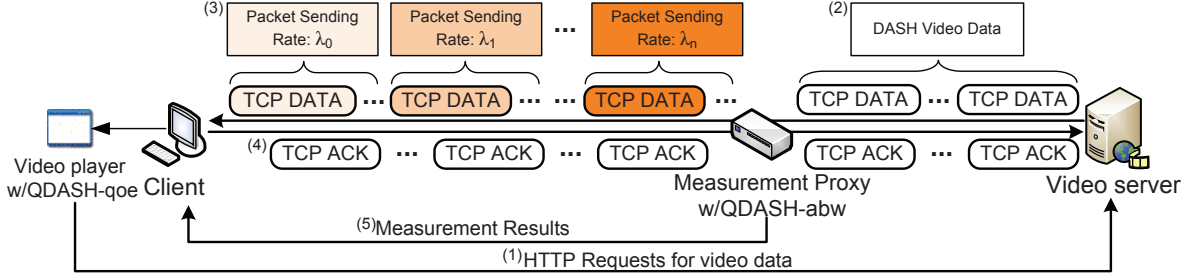 (3) Packet Sending Rate: λ0
Packet Sending Rate: λ1
...
Packet Sending Rate: λn
(2) DASH Video Data
TCP DATA ... TCP DATA ... ... TCP DATA ... TCP DATA ... TCP DATA
(4) TCP ACK ... TCP ACK ... TCP ACK TCP ACK ... TCP ACK
Video player
w/QDASH-qoe
Client
Measurement Proxy
w/QDASH-abw
Video server
(5)Measurement Results
(1)HTTP Requests for video data